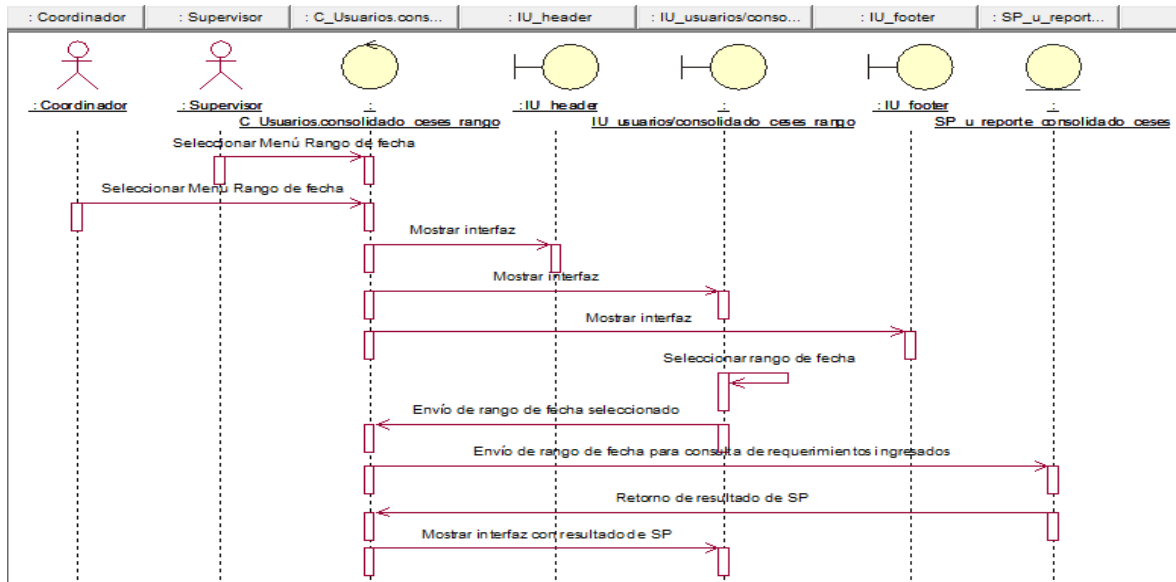 : Coordinador
: Supervisor
: C_Usuarios.cons...
: IU_header
: IU_usuarios/conso...
: IU_footer
: SP_u_report...
: Coordinador
: Supervisor
:
C_Usuarios.consolidado_ceses_rango
: IU_header
:
IU_usuarios/consolidado_ceses_rango
: IU_footer
:
SP_u_reporte_consolidado_ceses
Seleccionar Menú Rango de fecha
Seleccionar Menú Rango de fecha
Mostrar interfaz
Mostrar interfaz
Mostrar interfaz
Seleccionar rango de fecha
Envío de rango de fecha seleccionado
Envío de rango de fecha para consulta de requerimientos ingresados
Retorno de resultado de SP
Mostrar interfaz con resultado de SP